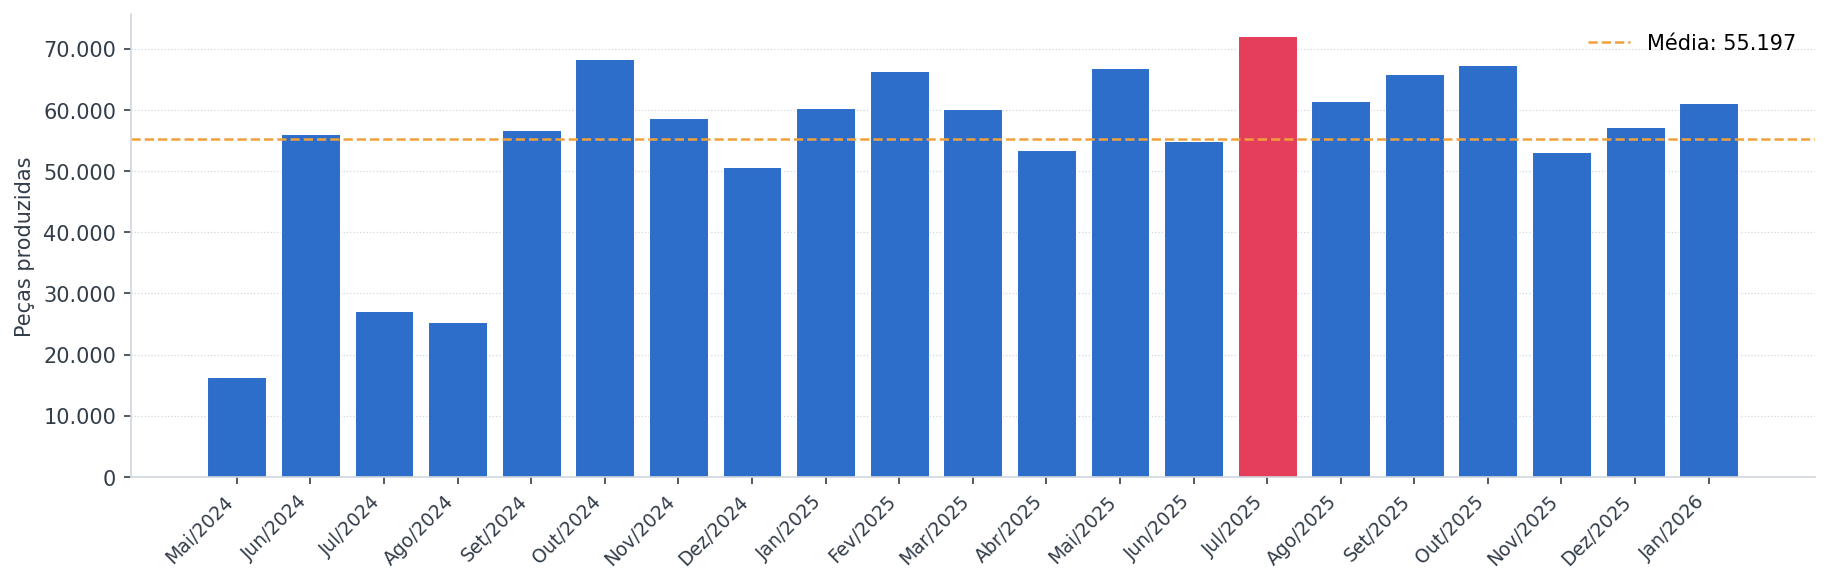 Média: 55.197
Peças produzidas
70.000
60.000
50.000
40.000
30.000
20.000
10.000
0
Mai/2024
Jun/2024
Jul/2024
Ago/2024
Set/2024
Out/2024
Nov/2024
Dez/2024
Jan/2025
Fev/2025
Mar/2025
Abr/2025
Mai/2025
Jun/2025
Jul/2025
Ago/2025
Set/2025
Out/2025
Nov/2025
Dez/2025
Jan/2026